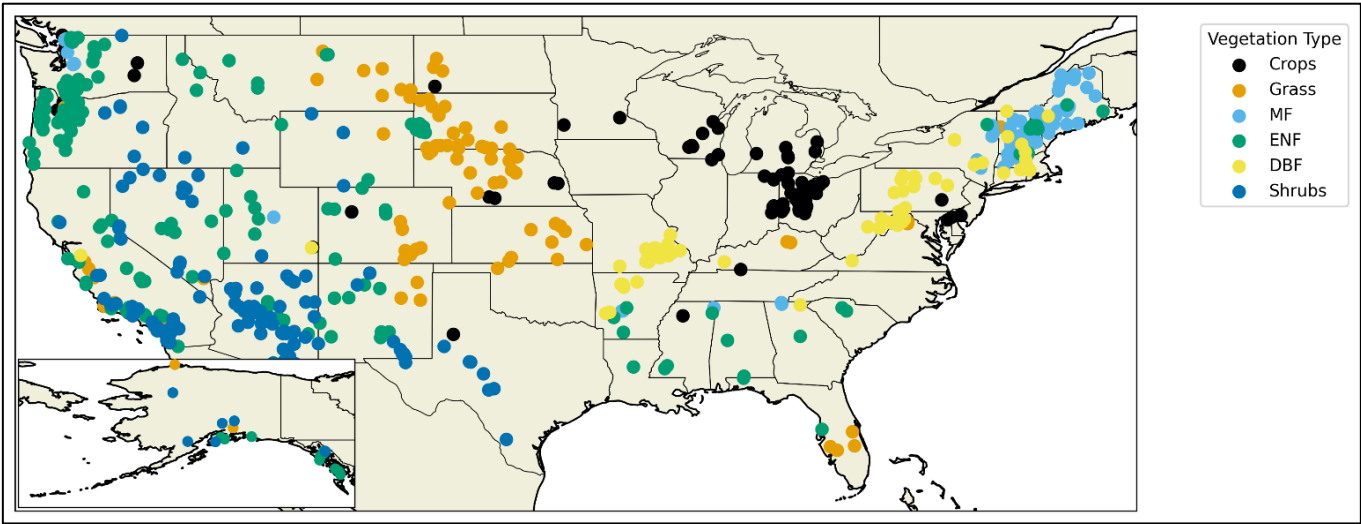 Vegetation Type
Crops
Grass
MF
ENF
DBF
Shrubs